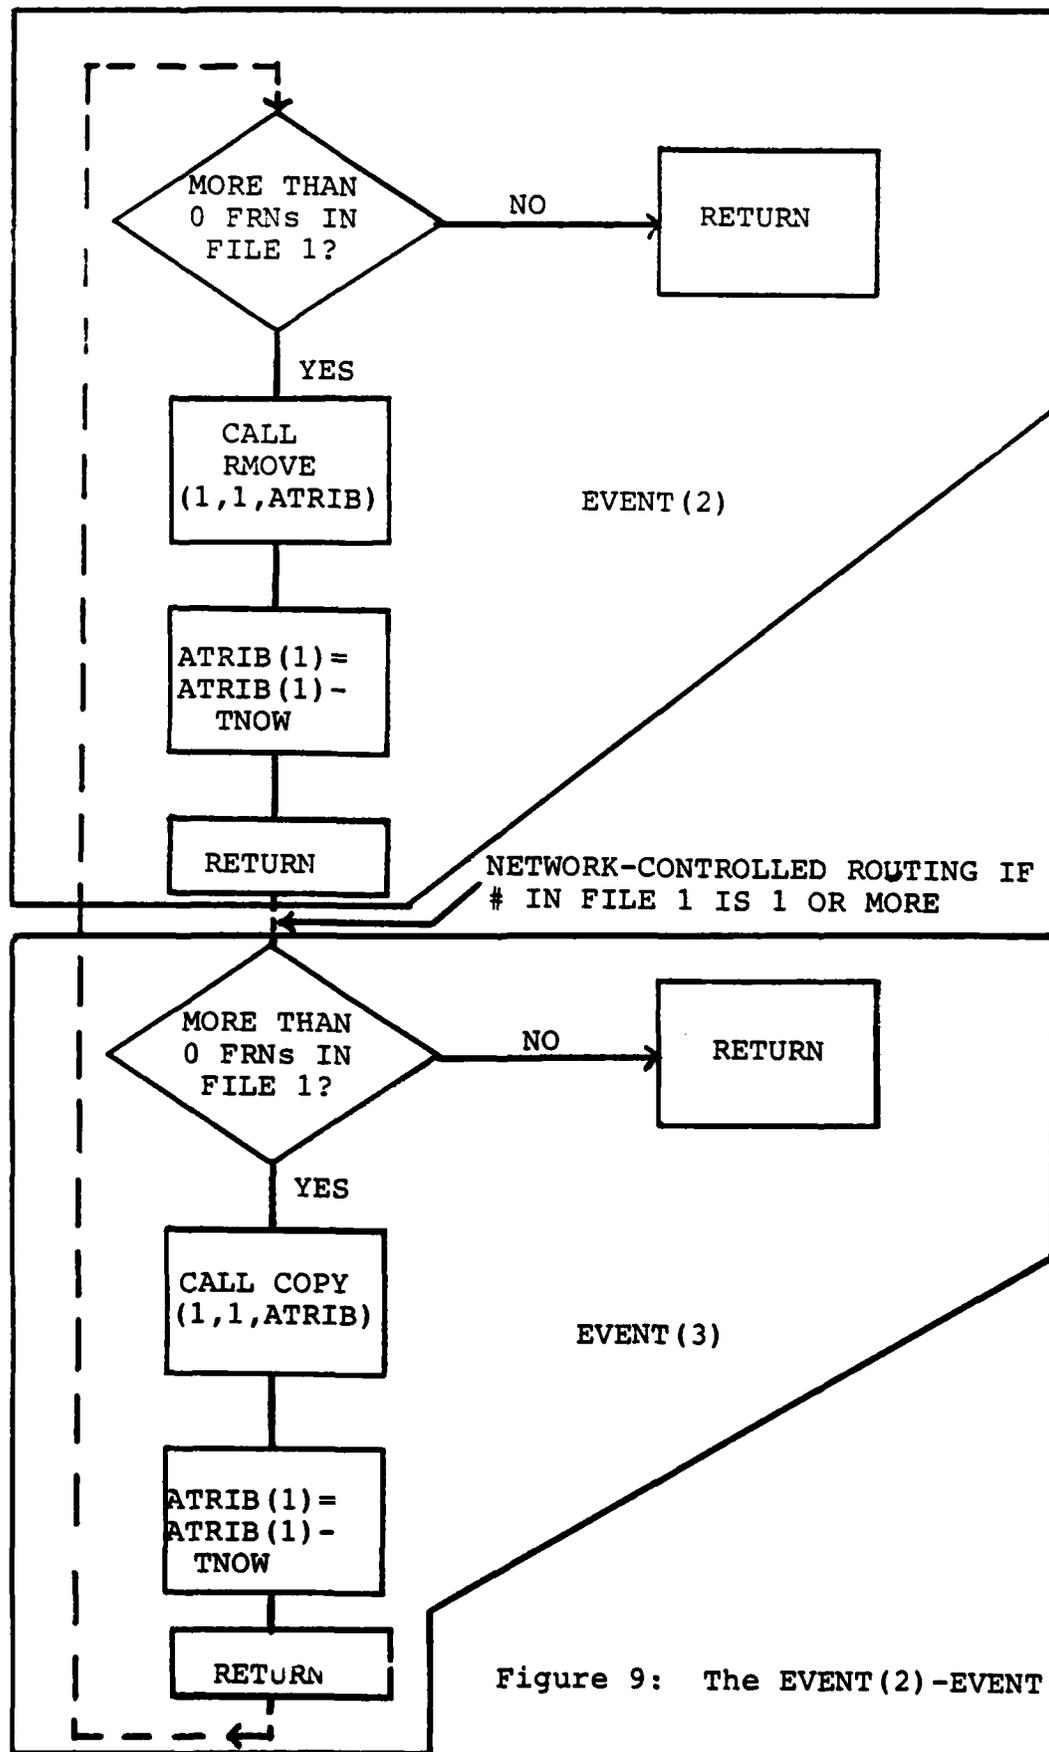 MORE THAN
0 FRNs IN
FILE 1?
NO
RETURN
YES
CALL
RMOVE
(1,1,ATRIB)
EVENT(2)
ATRIB(1)=
ATRIB(1)-
TNOW
RETURN
NETWORK-CONTROLLED ROUTING IF
# IN FILE 1 IS 1 OR MORE
MORE THAN
0 FRNs IN
FILE 1?
NO
RETURN
YES
CALL COPY
(1,1,ATRIB)
EVENT(3)
ATRIB(1)=
ATRIB(1)-
TNOW
RETURN
Figure 9: The EVENT(2)-EVENT